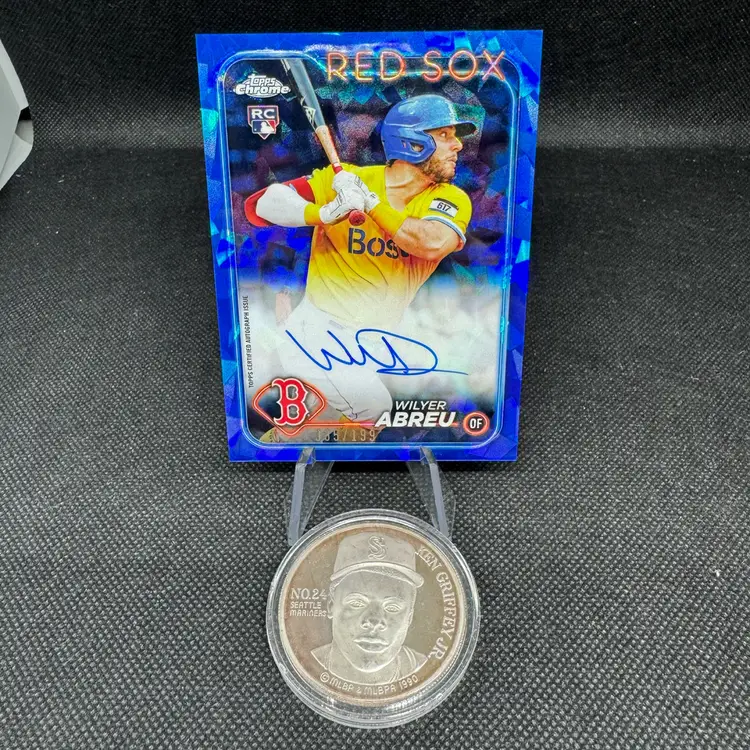 RED SOX
Topps
Chrome
RC
617
Bos
TOPPS CERTIFIED AUTOGRAPH ISSUE
B
WILYER
ABREU OF
/199
KEN GRIFFEY JR.
NO.24
SEATTLE
MARINERS
S
© MLBP & MLBPA 1990